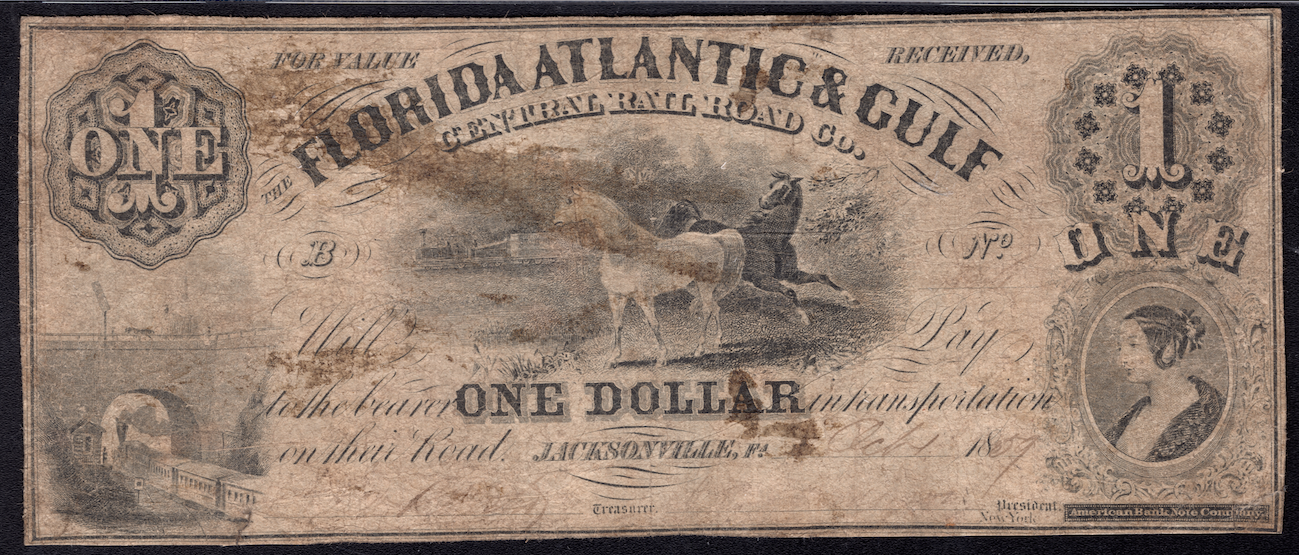 FOR VALUE RECEIVED,
THE FLORIDA ATLANTIC & GULF
CENTRAL RAIL ROAD CO.
1 ONE
1
ONE
B No.
Will Pay
to the bearer ONE DOLLAR in transportation
on their Road. JACKSONVILLE, Fa. 18
Treasurer. President.
New York American Bank Note Company.